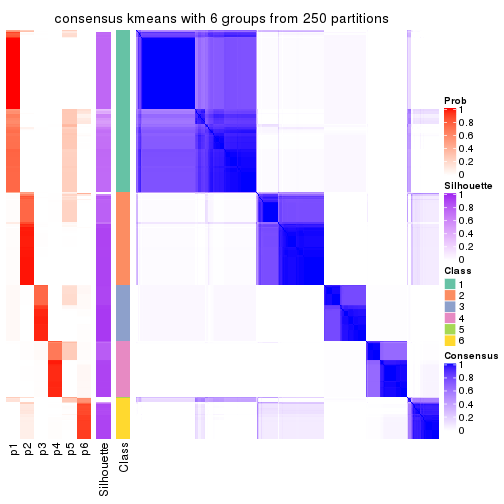 consensus kmeans with 6 groups from 250 partitions
Prob
1
0.8
0.6
0.4
0.2
0
Silhouette
1
0.8
0.6
0.4
0.2
0
Class
1
2
3
4
5
6
Consensus
1
0.8
0.6
0.4
0.2
0
p1
p2
p3
p4
p5
p6
Silhouette
Class